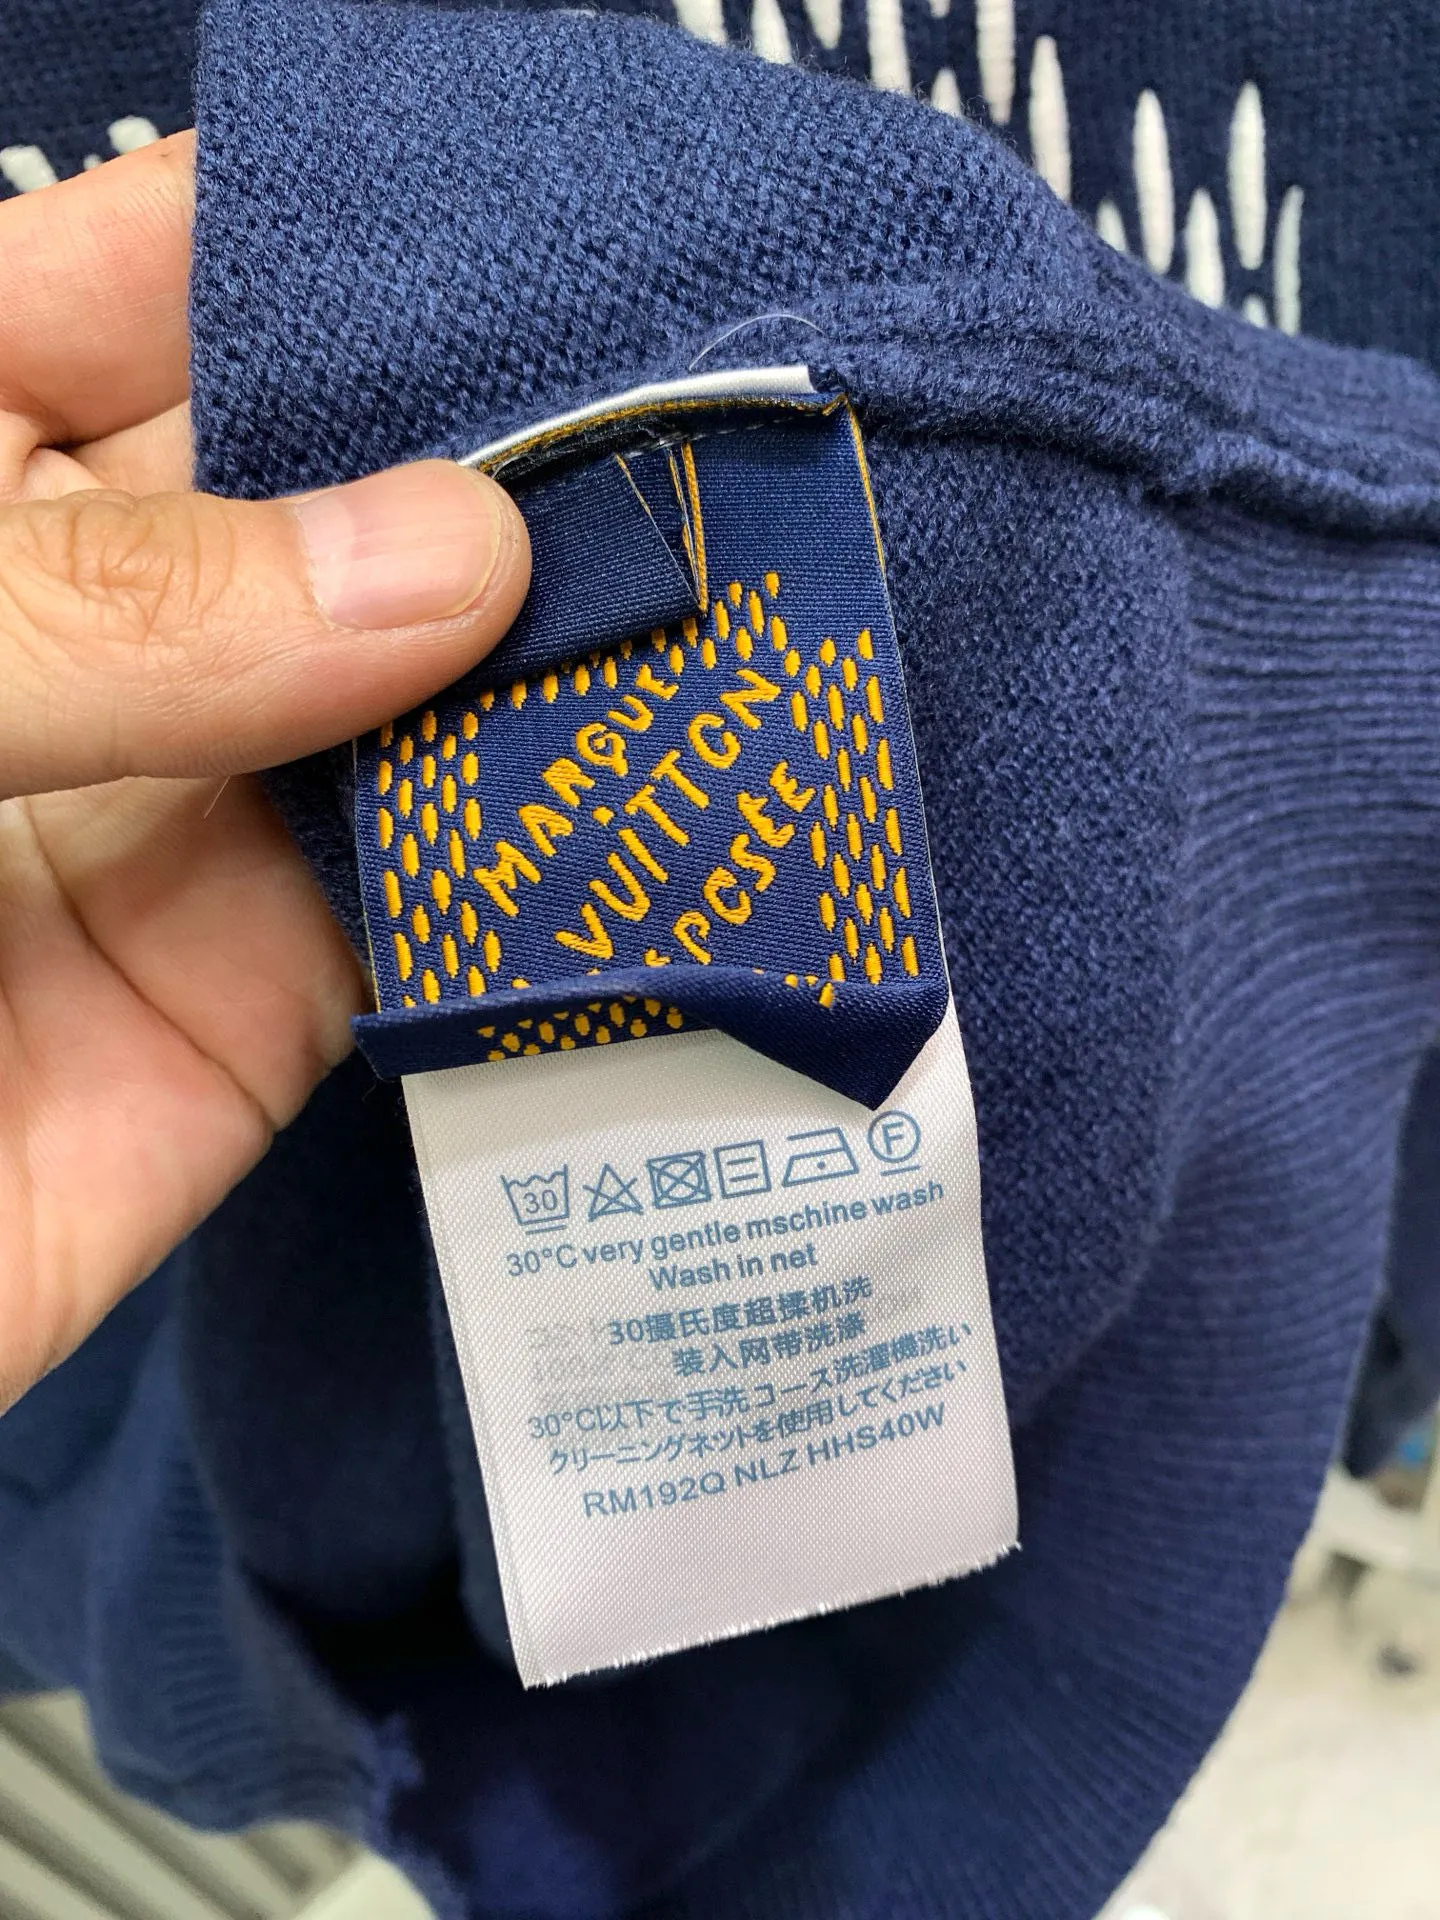 MARQUE
VUITTON
DEPOSEE
30
F
30°C very gentle mschine wash
Wash in net
30摄氏度超揉机洗
装入网带洗涤
30°C以下で手洗コース洗濯機洗い
クリーニングネットを使用してください
RM192Q NLZ HHS40W